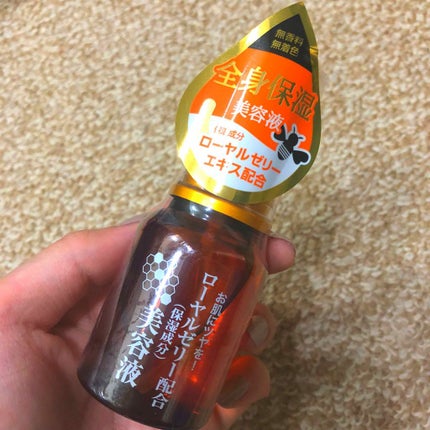 無香料
無着色
全身保湿
美容液
保湿成分
ローヤルゼリー
エキス配合
お肌にツヤを!
ローヤルゼリー配合
(保湿成分)
美容液